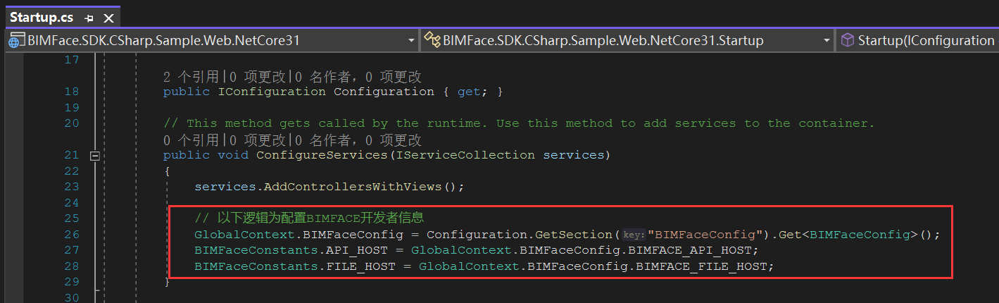 Startup.cs
BIMFace.SDK.CSharp.Sample.Web.NetCore31 BIMFace.SDK.CSharp.Sample.Web.NetCore31.Startup Startup(IConfiguration
17
2 个引用|0 项更改|0 名作者，0 项更改
18 public IConfiguration Configuration { get; }
19
20 // This method gets called by the runtime. Use this method to add services to the container.
0 个引用|0 项更改|0 名作者，0 项更改
21 public void ConfigureServices(IServiceCollection services)
22 {
23 services.AddControllersWithViews();
24
25 // 以下逻辑为配置BIMFACE开发者信息
26 GlobalContext.BIMFaceConfig = Configuration.GetSection(key:"BIMFaceConfig").Get<BIMFaceConfig>();
27 BIMFaceConstants.API_HOST = GlobalContext.BIMFaceConfig.BIMFACE_API_HOST;
28 BIMFaceConstants.FILE_HOST = GlobalContext.BIMFaceConfig.BIMFACE_FILE_HOST;
29 }
30